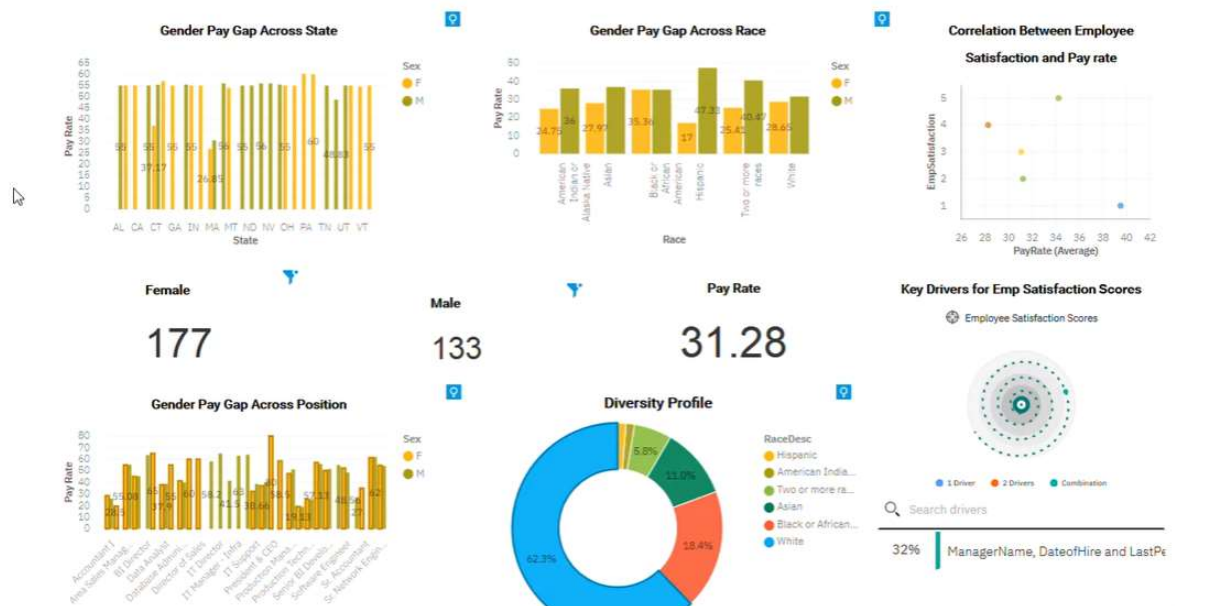 Gender Pay Gap Across State
Pay Rate
65
60
55
50
45
40
35
30
25
20
15
10
5
0
55
37.17
55
55
26.85
56
55
56
55
60
48.83
55
AL CA CT GA IN MA MT ND NV OH PA TN UT VT
State
Sex
F
M
Gender Pay Gap Across Race
Pay Rate
50
40
30
20
10
0
24.75
36
27.97
35.36
17
47.33
25.41
40.47
28.65
American
Indian or
Alaska Native
Asian
Black or
African
American
Hispanic
Two or more
races
White
Race
Sex
F
M
Correlation Between Employee
Satisfaction and Pay rate
EmpSatisfaction
5
4
3
2
1
26 28 30 32 34 36 38 40 42
PayRate (Average)
Female
177
Male
133
Pay Rate
31.28
Key Drivers for Emp Satisfaction Scores
Employee Satisfaction Scores
1 Driver
2 Drivers
Combination
Search drivers
32%
ManagerName, DateofHire and LastPe
Gender Pay Gap Across Position
Pay Rate
80
70
60
50
40
30
20
10
0
28.5
55.08
65
37.9
55
60
58.2
41.5
63
30.66
80
58.5
19.13
57.13
48.56
27
62
Accountant I
Area Sales Manag...
BI Director
Data Analyst
Database Admini...
Director of Sales
IT Director
IT Manager - Infra
IT Support
President & CEO
Production Mana...
Production Techn...
Senior BI Develo...
Software Engineer
Sr. Accountant
Sr. Network Engin...
Sex
F
M
Diversity Profile
5.8%
11.0%
18.4%
62.3%
RaceDesc
Hispanic
American India...
Two or more ra...
Asian
Black or African...
White